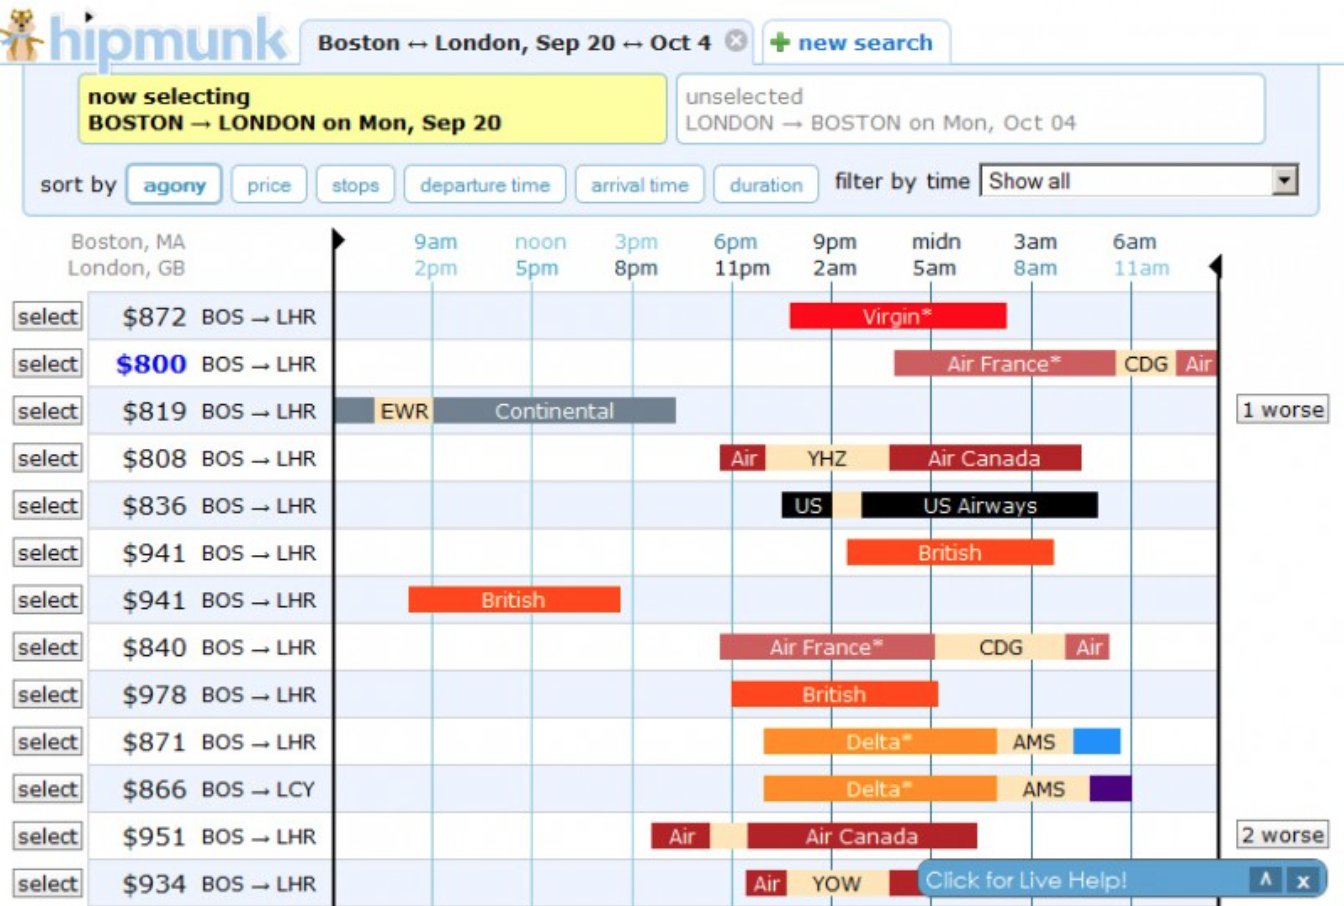 hipmunk Boston ↔ London, Sep 20 ↔ Oct 4 + new search
now selecting unselected
BOSTON → LONDON on Mon, Sep 20 LONDON → BOSTON on Mon, Oct 04
sort by agony price stops departure time arrival time duration filter by time Show all
Boston, MA 9am noon 3pm 6pm 9pm midn 3am 6am
London, GB 2pm 5pm 8pm 11pm 2am 5am 8am 11am
select $872 BOS → LHR Virgin*
select $800 BOS → LHR Air France* CDG Air
select $819 BOS → LHR EWR Continental 1 worse
select $808 BOS → LHR Air YHZ Air Canada
select $836 BOS → LHR US US Airways
select $941 BOS → LHR British
select $941 BOS → LHR British
select $840 BOS → LHR Air France* CDG Air
select $978 BOS → LHR British
select $871 BOS → LHR Delta* AMS
select $866 BOS → LCY Delta* AMS
select $951 BOS → LHR Air Air Canada 2 worse
select $934 BOS → LHR Air YOW Click for Live Help! ^ x